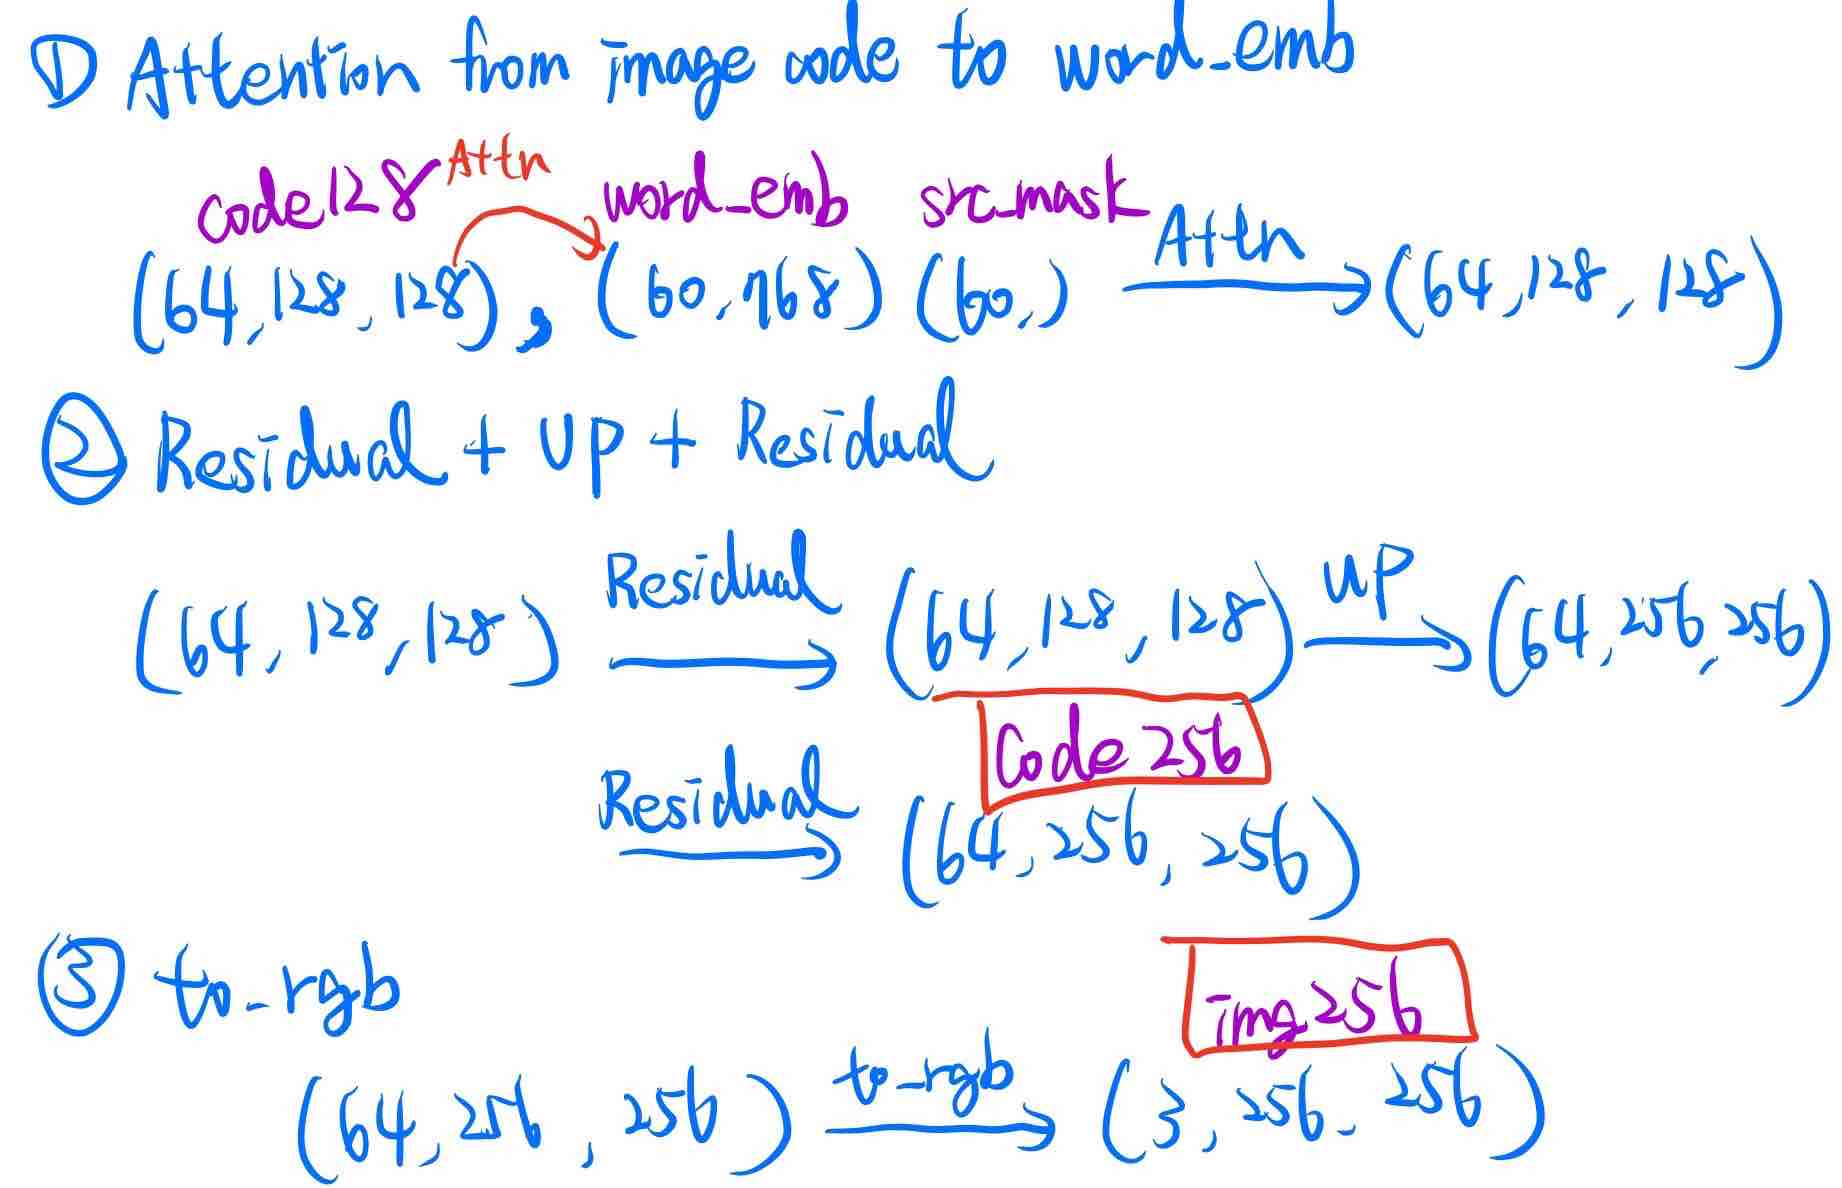 ① Attention from image code to word_emb
code128 Attn word_emb src_mask
(64,128,128), (60,768) (60,) Attn (64,128,128)
② Residual + UP + Residual
(64,128,128) Residual (64,128,128) UP (64,256,256)
Code256
Residual (64,256,256)
③ to_rgb
img256
(64,256,256) to_rgb (3,256,256)